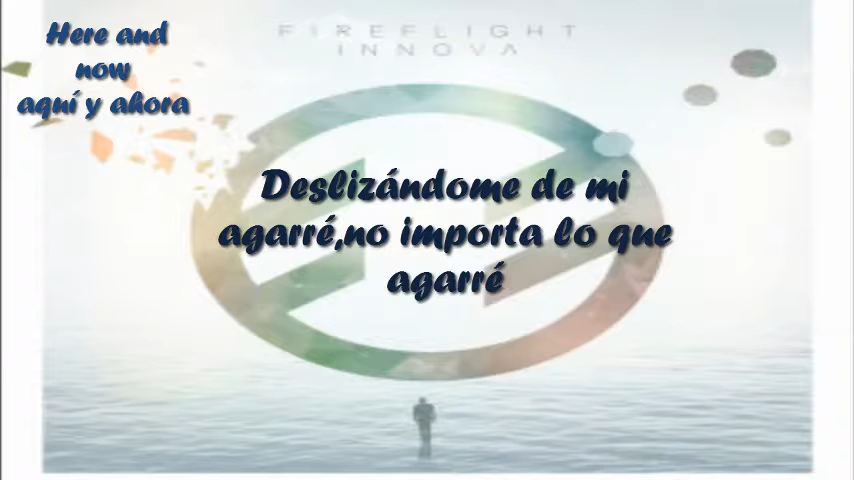 Here and
now
aquí y ahora
FIREFLIGHT
INNOVA
Deslizándome de mi
agarré,no importa lo que
agarré